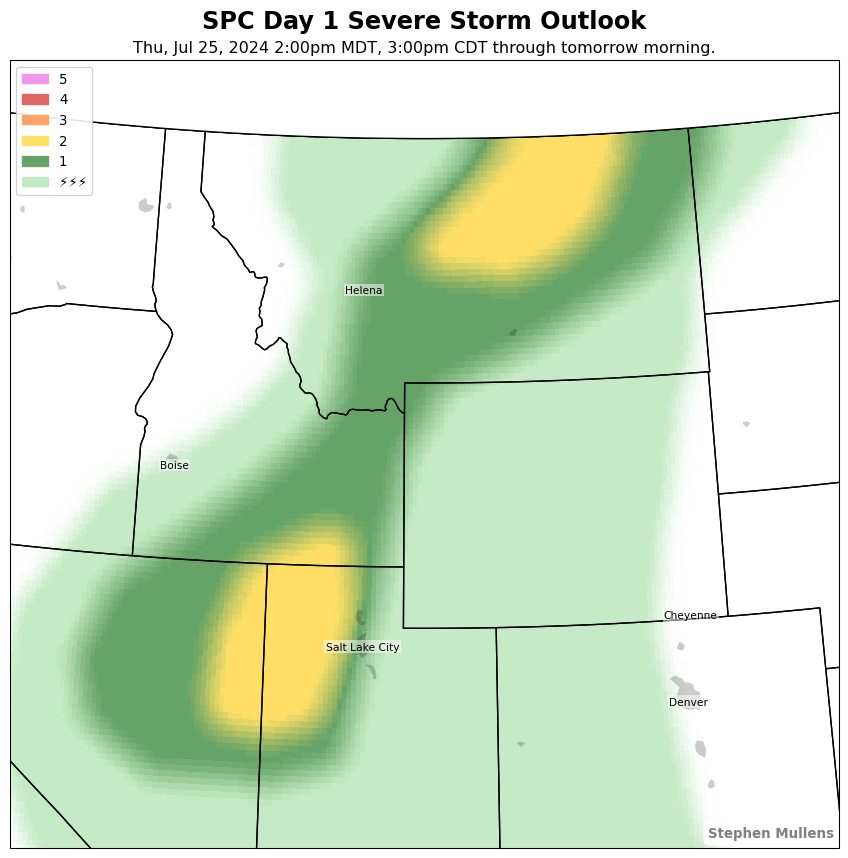 SPC Day 1 Severe Storm Outlook
Thu, Jul 25, 2024 2:00pm MDT, 3:00pm CDT through tomorrow morning.
5
4
3
2
1
⚡⚡⚡
Helena
Boise
Cheyenne
Salt Lake City
Denver
Stephen Mullens